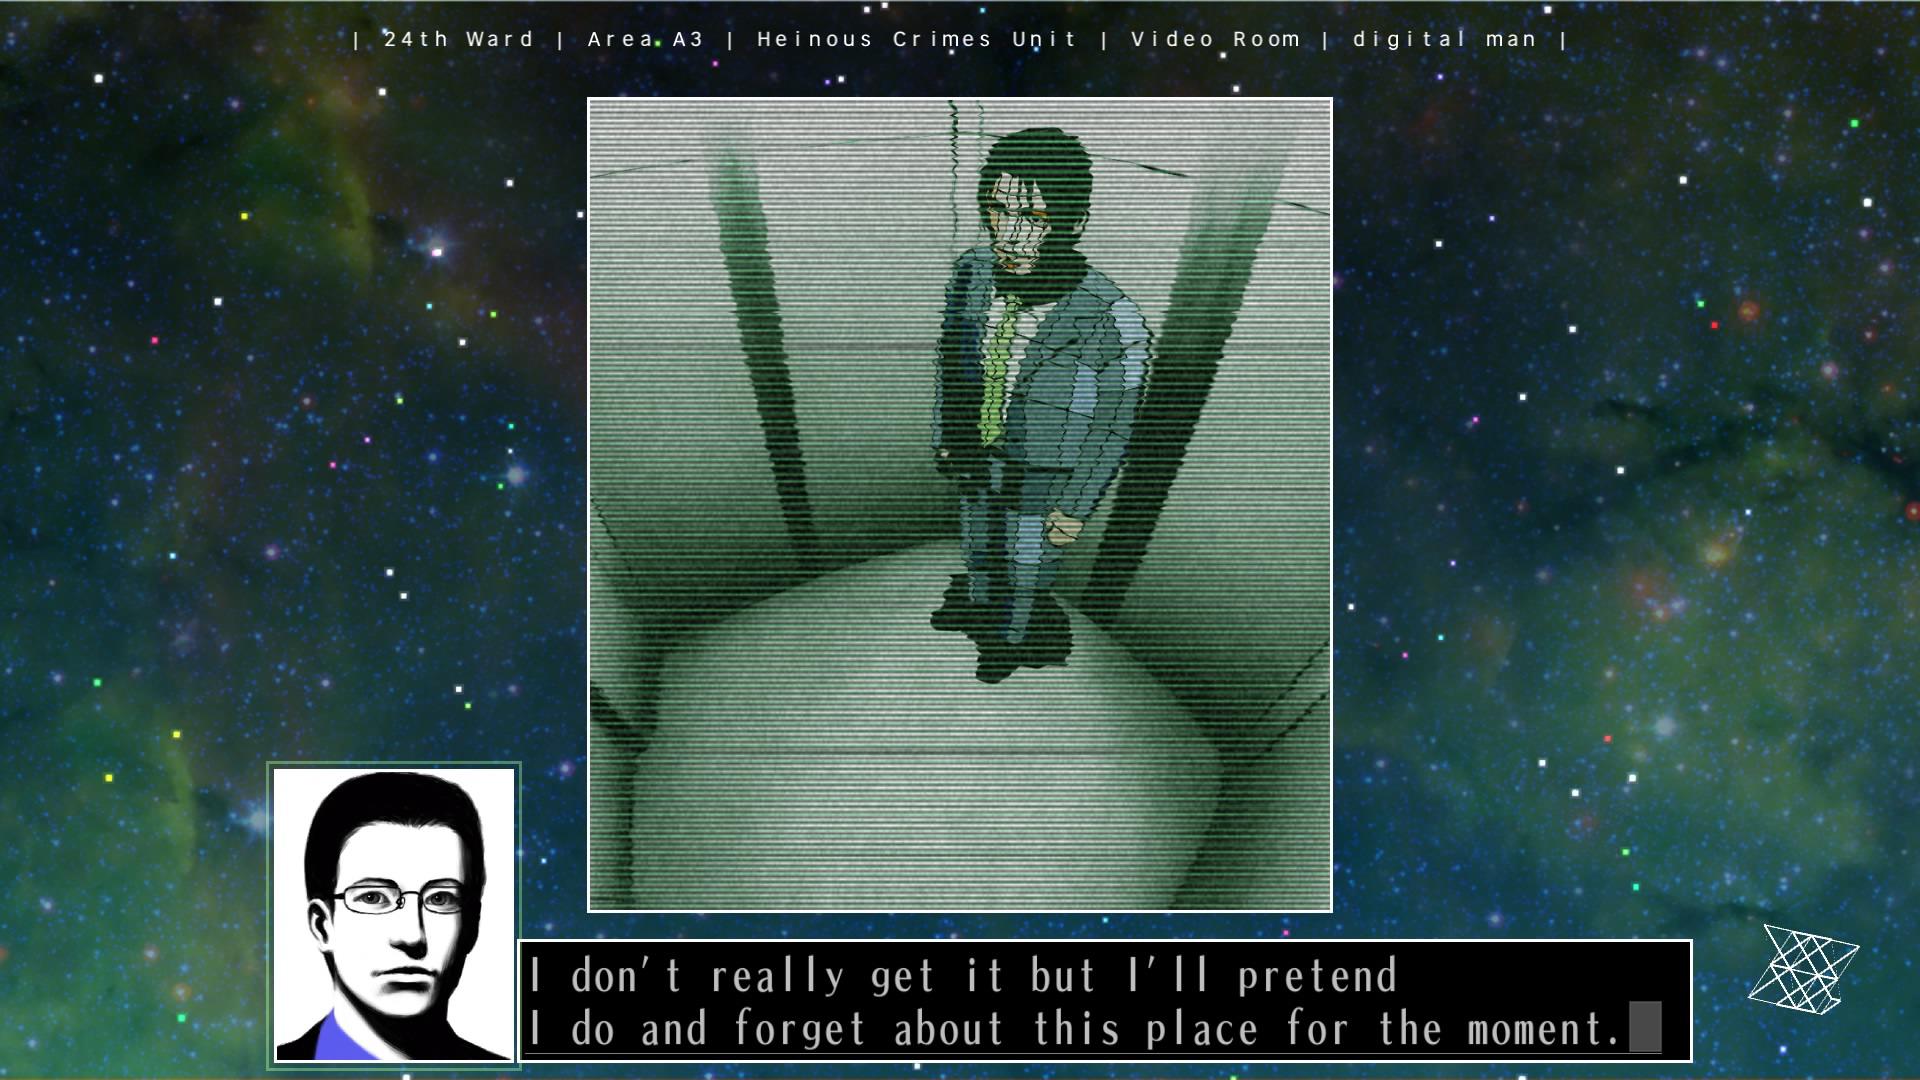 | 24th Ward | Area A3 | Heinous Crimes Unit | Video Room | digital man |
I don't really get it but I'll pretend
I do and forget about this place for the moment.